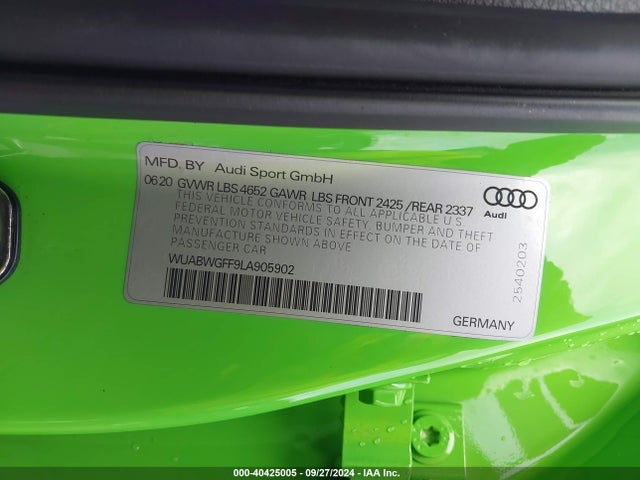 MFD. BY Audi Sport GmbH
0620 GVWR LBS 4652 GAWR LBS FRONT 2425 /REAR 2337
THIS VEHICLE CONFORMS TO ALL APPLICABLE U.S.
FEDERAL MOTOR VEHICLE SAFETY, BUMPER AND THEFT
PREVENTION STANDARDS IN EFFECT ON THE DATE OF
MANUFACTURE SHOWN ABOVE
PASSENGER CAR
WUABWGFF9LA905902
Audi
2540203
GERMANY
000-40425005 - 09/27/2024 - IAA Inc.